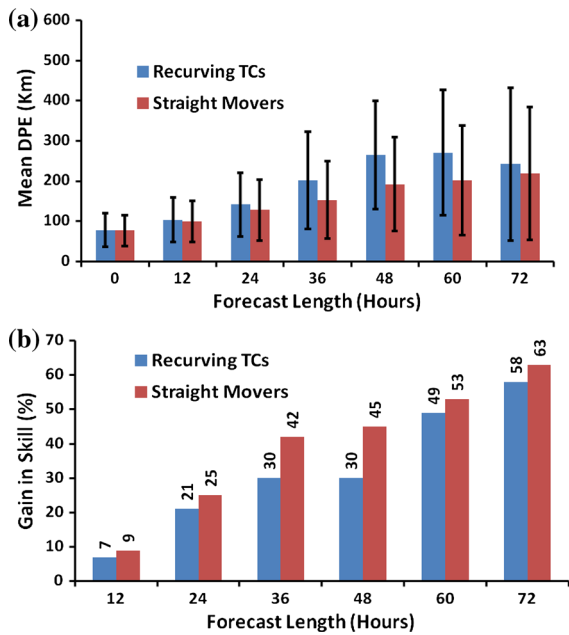 (a)
Mean DPE (Km)
600
500
400
300
200
100
0
Recurving TCs
Straight Movers
0 12 24 36 48 60 72
Forecast Length (Hours)
(b)
Gain in Skill (%)
70
60
50
40
30
20
10
0
Recurving TCs
Straight Movers
7 9 21 25 30 42 30 45 49 53 58 63
12 24 36 48 60 72
Forecast Length (Hours)